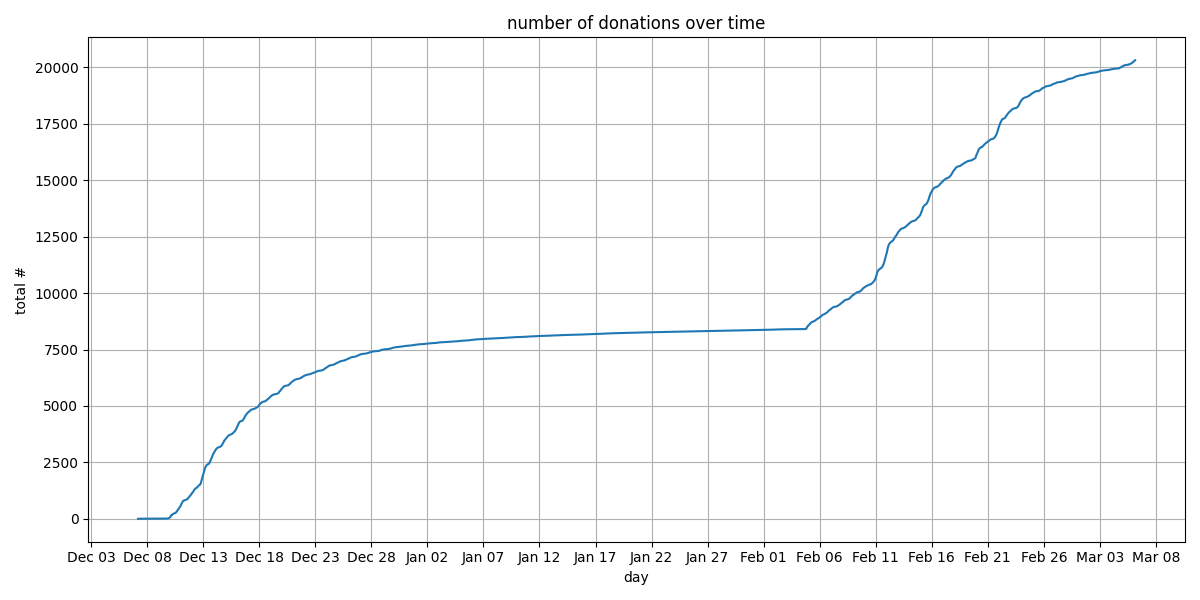 number of donations over time
total #
20000
17500
15000
12500
10000
7500
5000
2500
0
Dec 03 Dec 08 Dec 13 Dec 18 Dec 23 Dec 28 Jan 02 Jan 07 Jan 12 Jan 17 Jan 22 Jan 27 Feb 01 Feb 06 Feb 11 Feb 16 Feb 21 Feb 26 Mar 03 Mar 08
day